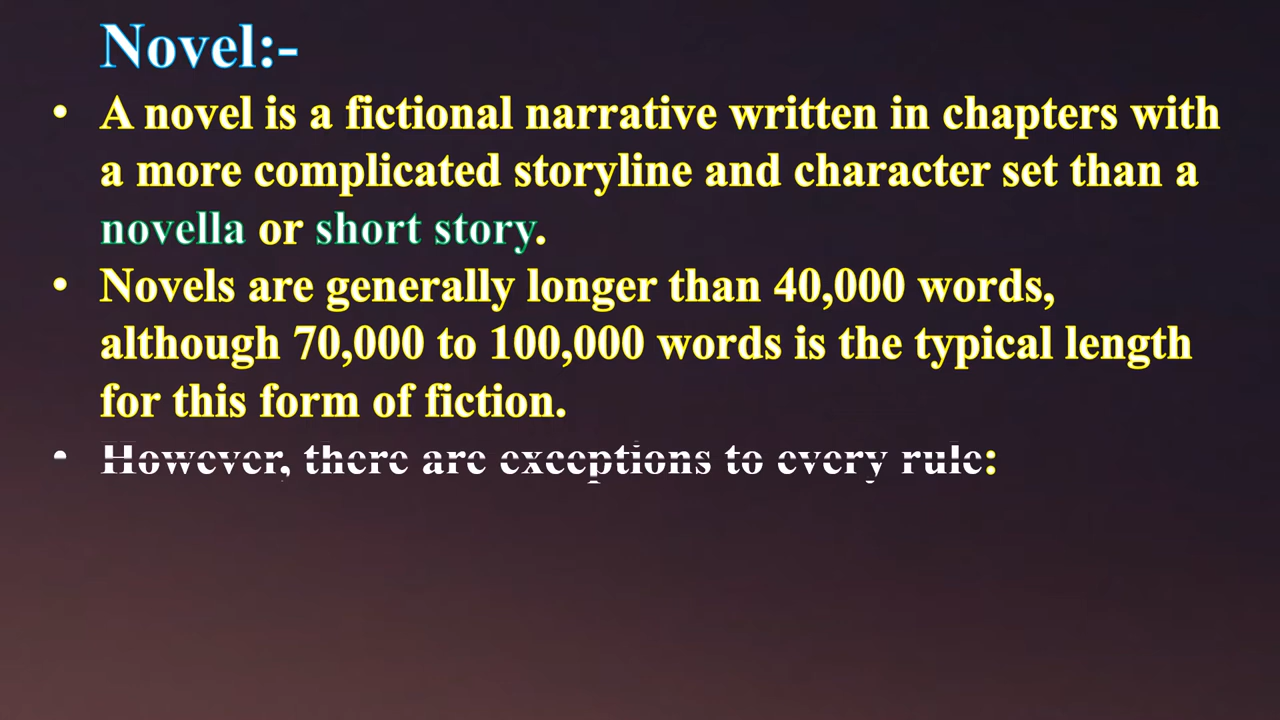 Novel:-
• A novel is a fictional narrative written in chapters with
a more complicated storyline and character set than a
novella or short story.
• Novels are generally longer than 40,000 words,
although 70,000 to 100,000 words is the typical length
for this form of fiction.
• However, there are exceptions to every rule: